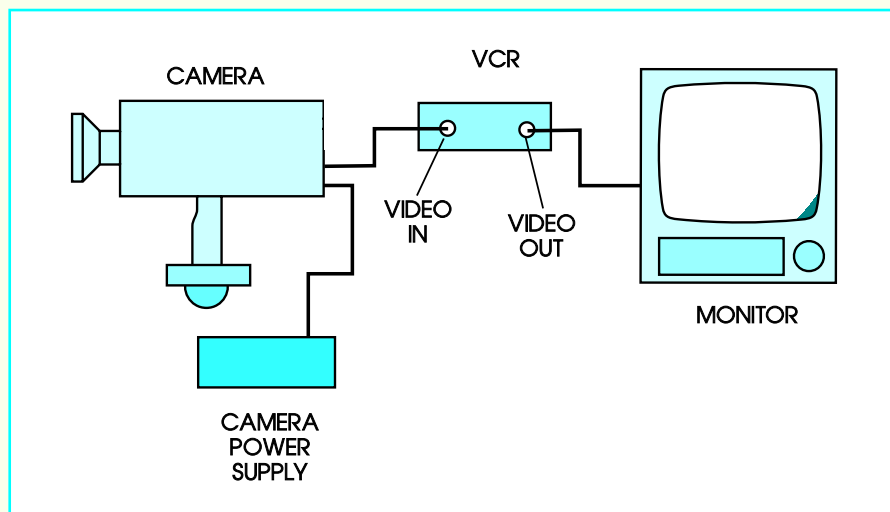 CAMERA
VCR
VIDEO
IN
VIDEO
OUT
MONITOR
CAMERA
POWER
SUPPLY